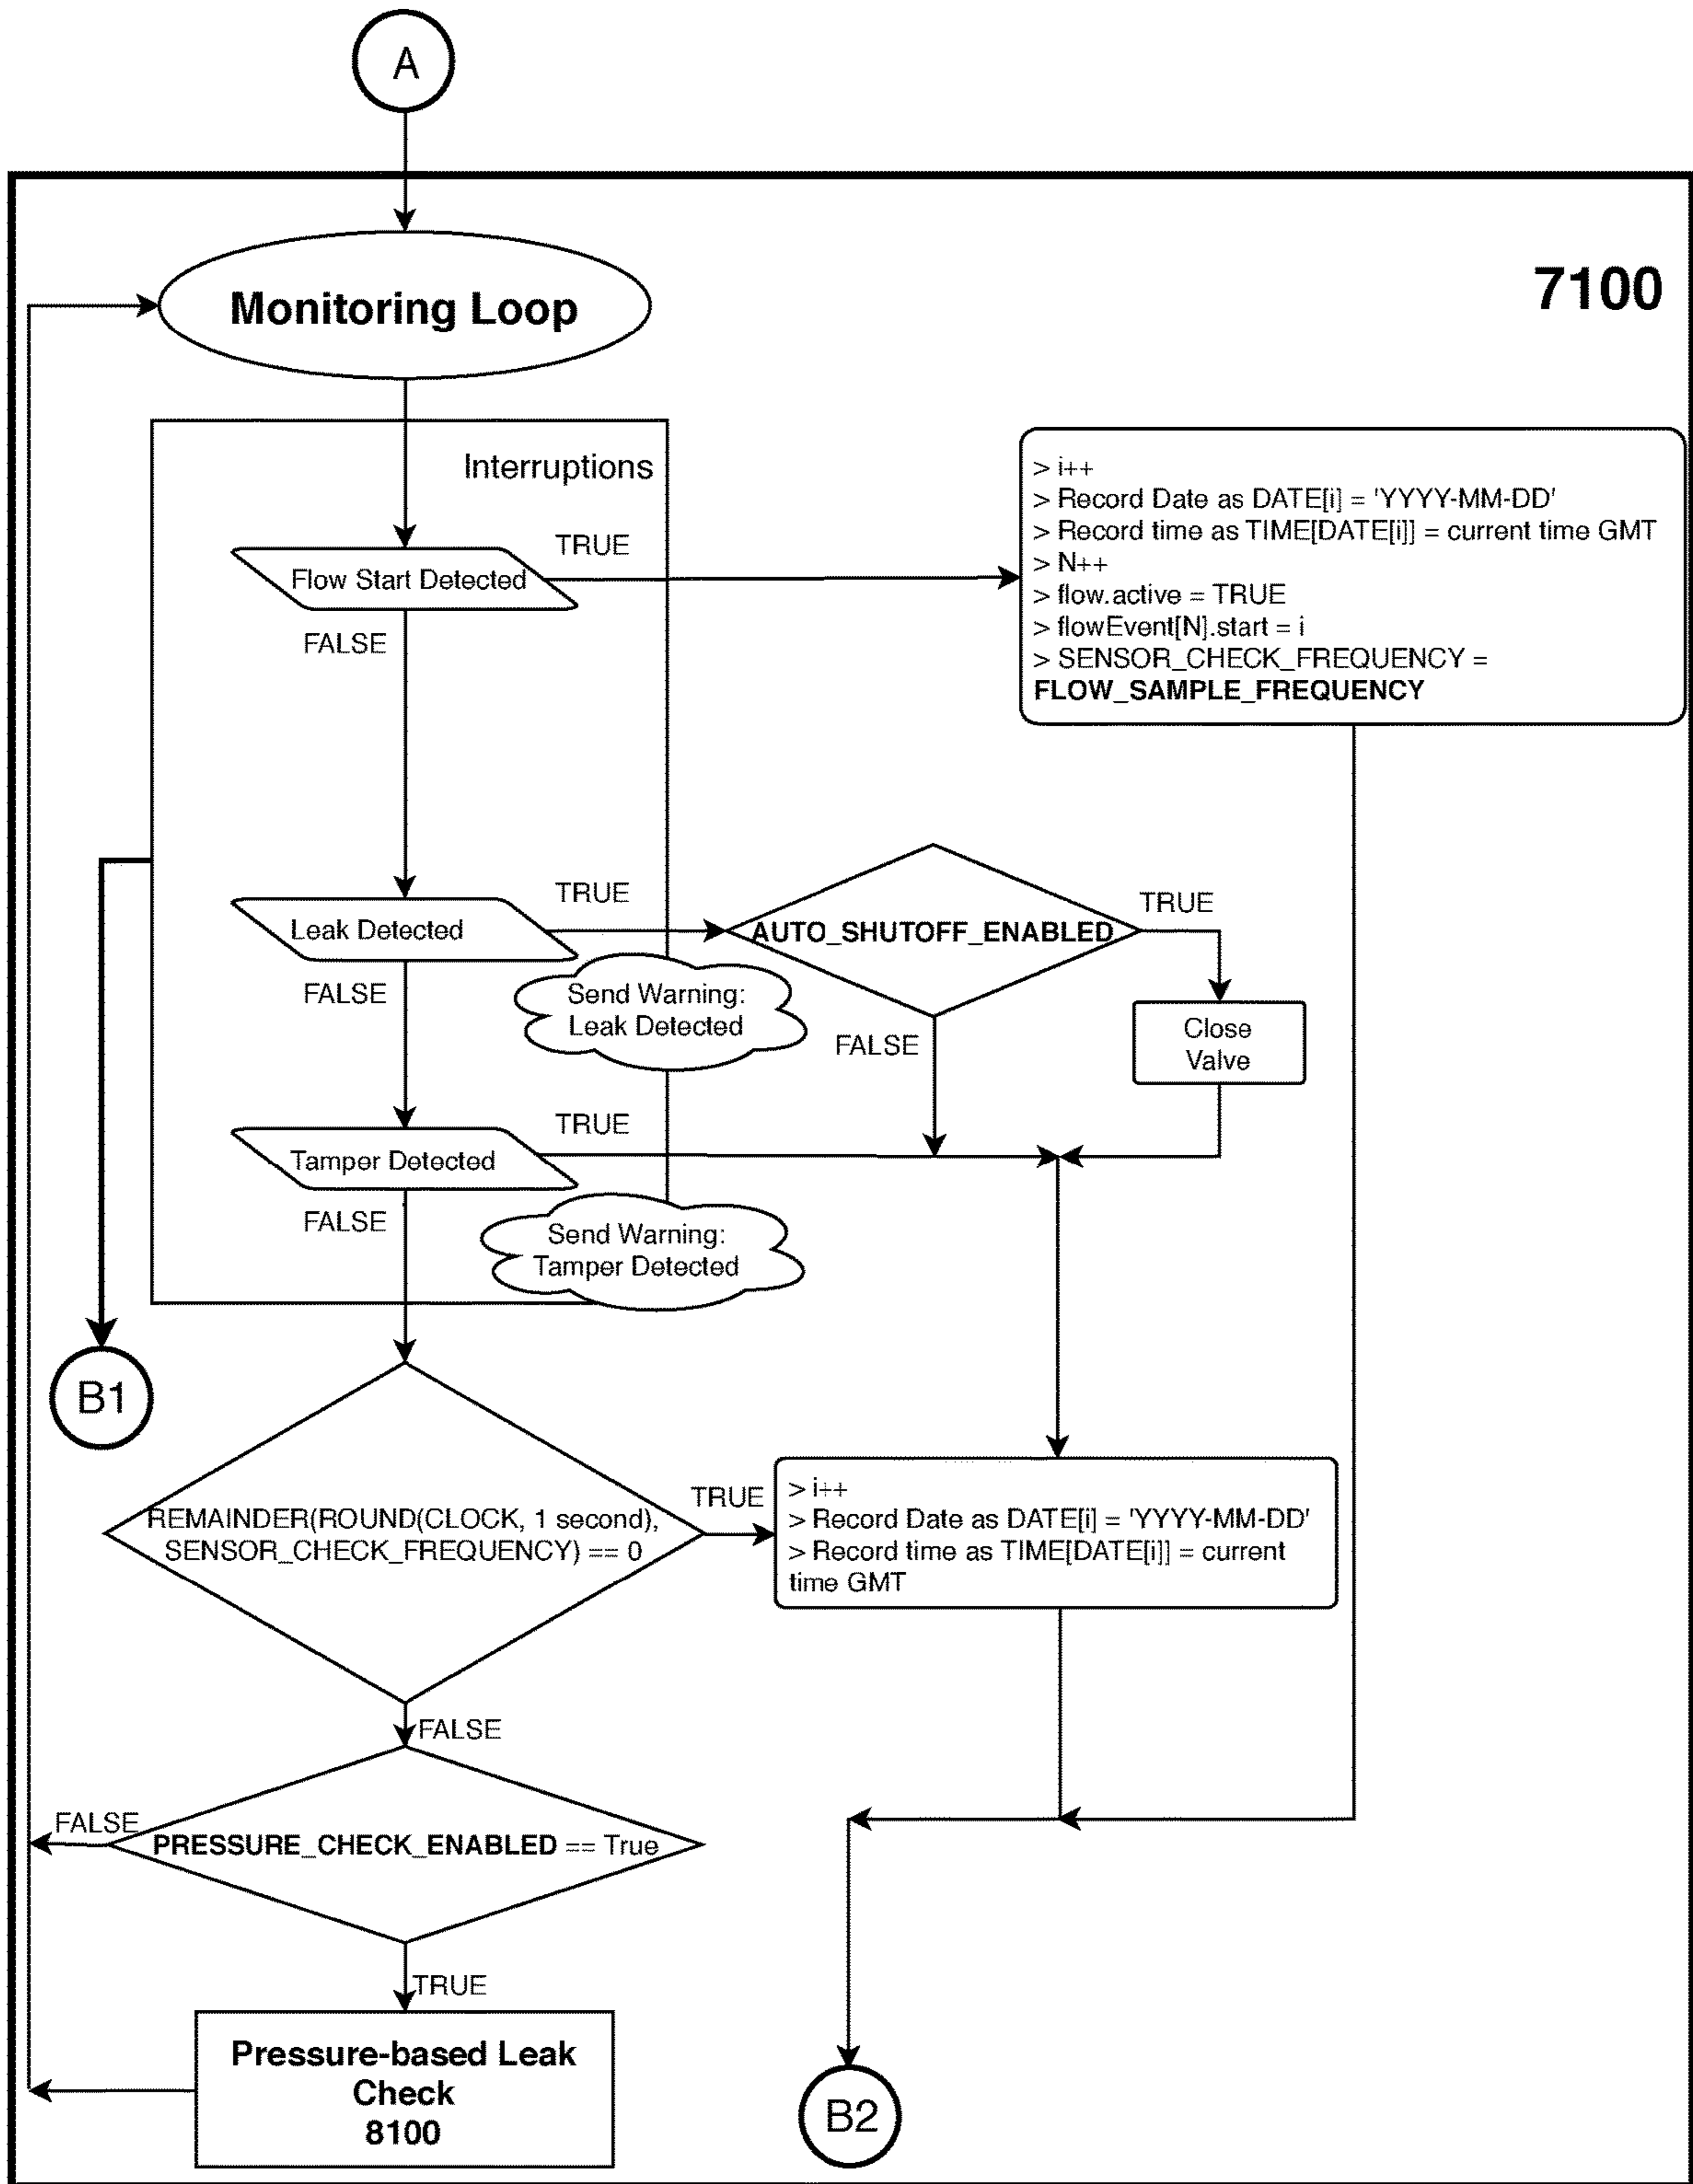 A
7100
Monitoring Loop
Interruptions
> i++
> Record Date as DATE[i] = 'YYYY-MM-DD'
> Record time as TIME[DATE[i]] = current time GMT
> N++
> flow.active = TRUE
> flowEvent[N].start = i
> SENSOR_CHECK_FREQUENCY =
FLOW_SAMPLE_FREQUENCY
TRUE
Flow Start Detected
FALSE
TRUE
Leak Detected
FALSE
AUTO_SHUTOFF_ENABLED
TRUE
Send Warning:
Leak Detected
FALSE
Close
Valve
TRUE
Tamper Detected
FALSE
Send Warning:
Tamper Detected
B1
REMAINDER(ROUND(CLOCK, 1 second),
SENSOR_CHECK_FREQUENCY) == 0
TRUE
> i++
> Record Date as DATE[i] = 'YYYY-MM-DD'
> Record time as TIME[DATE[i]] = current
time GMT
FALSE
FALSE
PRESSURE_CHECK_ENABLED == True
TRUE
Pressure-based Leak
Check
8100
B2